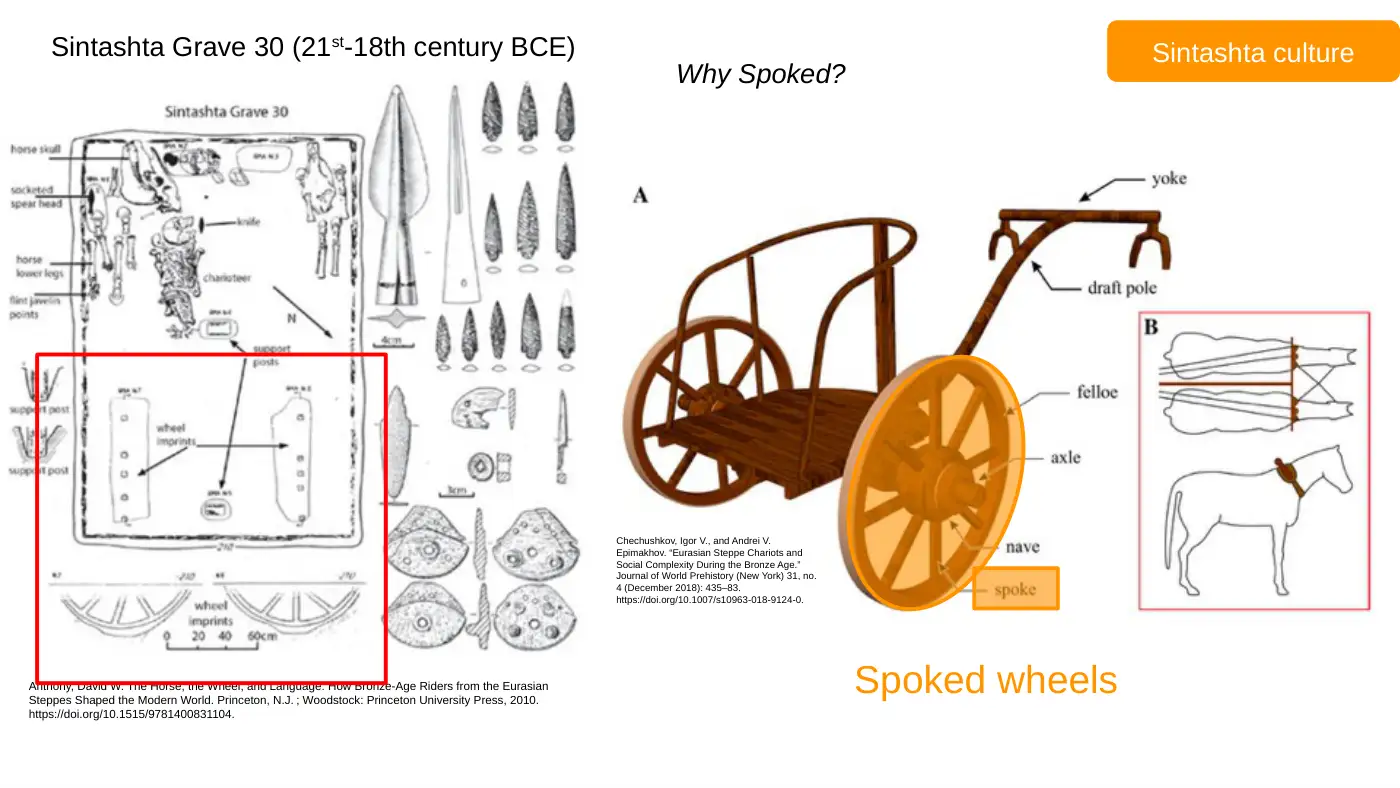 Sintashta Grave 30 (21st-18th century BCE)
Why Spoked?
Sintashta culture
Sintashta Grave 30
horse skull
socketed
spear head
knife
horse
lower legs
charioteer
flint javelin
points
N
support
posts
4cm
support post
support post
wheel
imprints
3cm
210
wheel
imprints
0 20 40 60cm
Anthony, David W. The Horse, the Wheel, and Language: How Bronze-Age Riders from the Eurasian
Steppes Shaped the Modern World. Princeton, N.J. ; Woodstock: Princeton University Press, 2010.
https://doi.org/10.1515/9781400831104.
A
yoke
draft pole
felloe
axle
nave
spoke
B
Chechushkov, Igor V., and Andrei V.
Epimakhov. “Eurasian Steppe Chariots and
Social Complexity During the Bronze Age.”
Journal of World Prehistory (New York) 31, no.
4 (December 2018): 435–83.
https://doi.org/10.1007/s10963-018-9124-0.
Spoked wheels